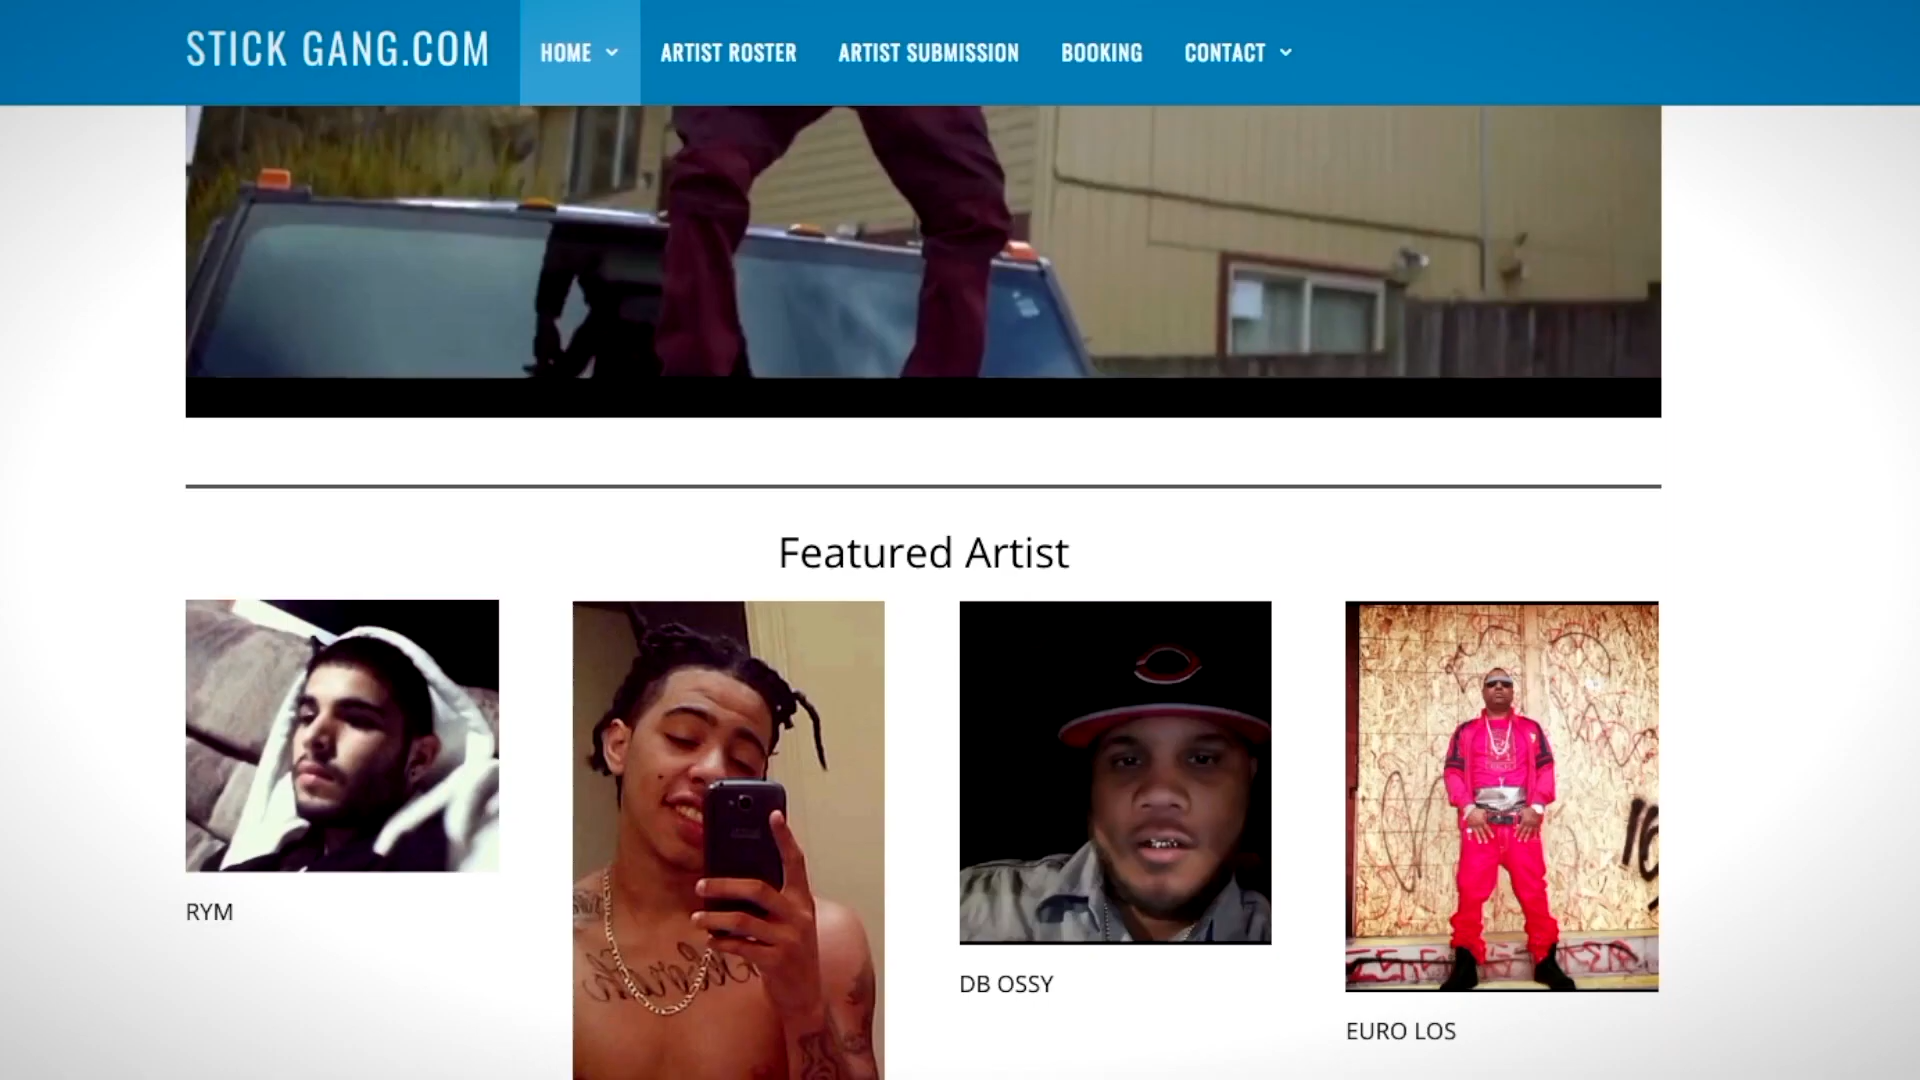 STICK GANG.COM
HOME
ARTIST ROSTER
ARTIST SUBMISSION
BOOKING
CONTACT
Featured Artist
RYM
DB OSSY
EURO LOS